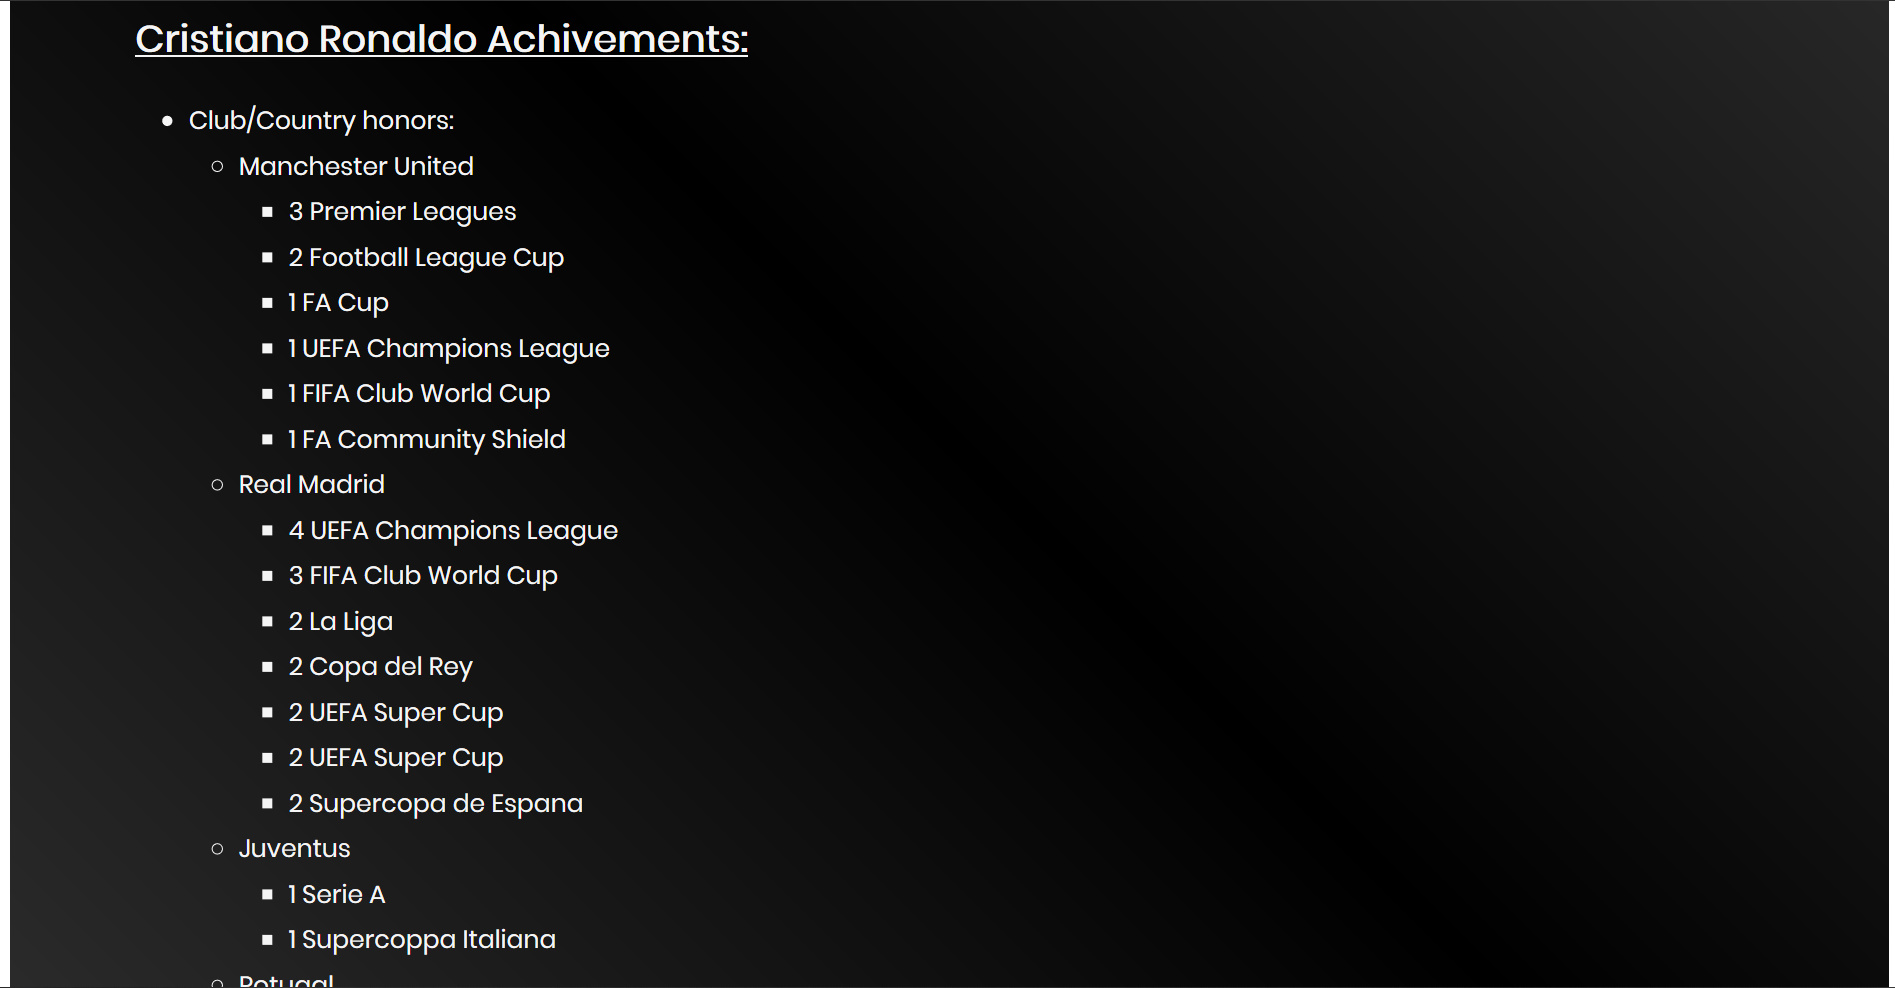 Cristiano Ronaldo Achivements:
Club/Country honors:
Manchester United
3 Premier Leagues
2 Football League Cup
1 FA Cup
1 UEFA Champions League
1 FIFA Club World Cup
1 FA Community Shield
Real Madrid
4 UEFA Champions League
3 FIFA Club World Cup
2 La Liga
2 Copa del Rey
2 UEFA Super Cup
2 UEFA Super Cup
2 Supercopa de Espana
Juventus
1 Serie A
1 Supercoppa Italiana
Potugal